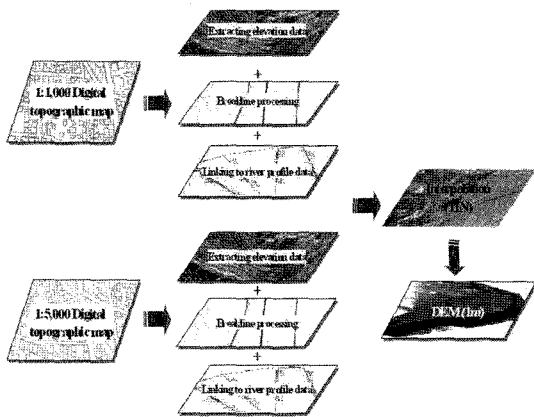 Extracting elevation data
+
1:1,000 Digital
topographic map
Breakline processing
+
Linking to river profile data
Interpolation
(TIN)
Extracting elevation data
+
1:5,000 Digital
topographic map
Breakline processing
+
Linking to river profile data
DEM (1m)